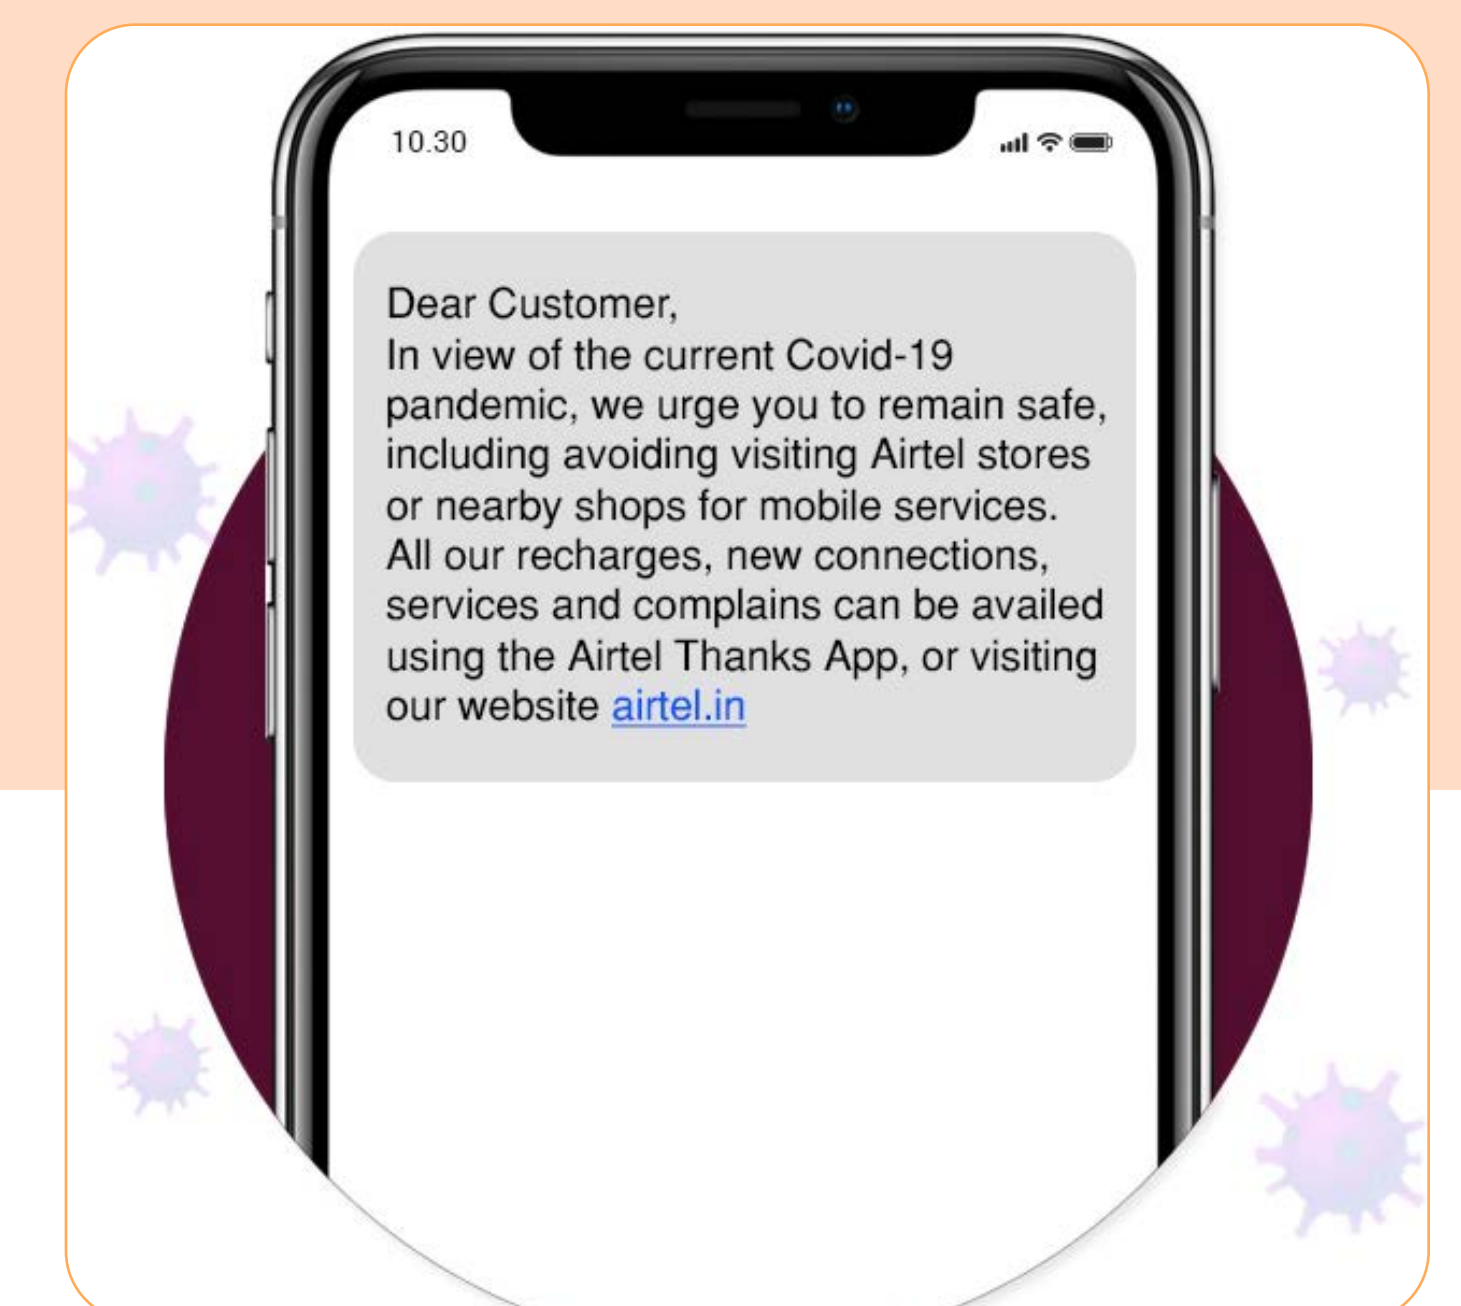 10.30
Dear Customer,
In view of the current Covid-19
pandemic, we urge you to remain safe,
including avoiding visiting Airtel stores
or nearby shops for mobile services.
All our recharges, new connections,
services and complains can be availed
using the Airtel Thanks App, or visiting
our website airtel.in